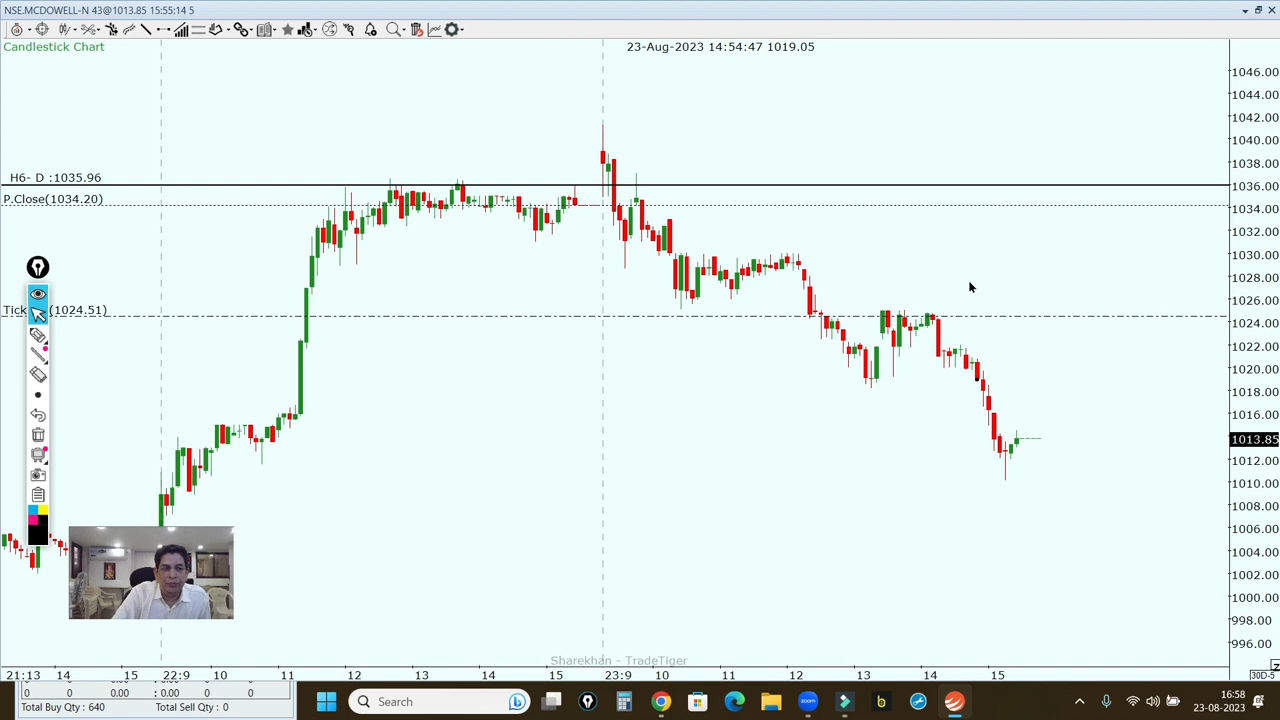 NSE.MCDOWELL-N 43@1013.85 15:55:14 5
Candlestick Chart
23-Aug-2023 14:54:47 1019.05
1046.00
1044.00
1042.00
1040.00
1038.00
H6- D :1035.96
1036.00
P.Close(1034.20)
1034.00
1032.00
1030.00
1028.00
1026.00
Tick (1024.51)
1024.00
1022.00
1020.00
1018.00
1016.00
1013.85
1012.00
1010.00
1008.00
1006.00
1004.00
1002.00
1000.00
998.00
996.00
Sharekhan - TradeTiger
21:13 14 15 22:9 10 11 12 13 14 15 23:9 10 11 12 13 14 15
30D-5
0 0 0.00 : 0.00 0 0
Total Buy Qty : 640 Total Sell Qty : 0
Search
16:58
23-08-2023